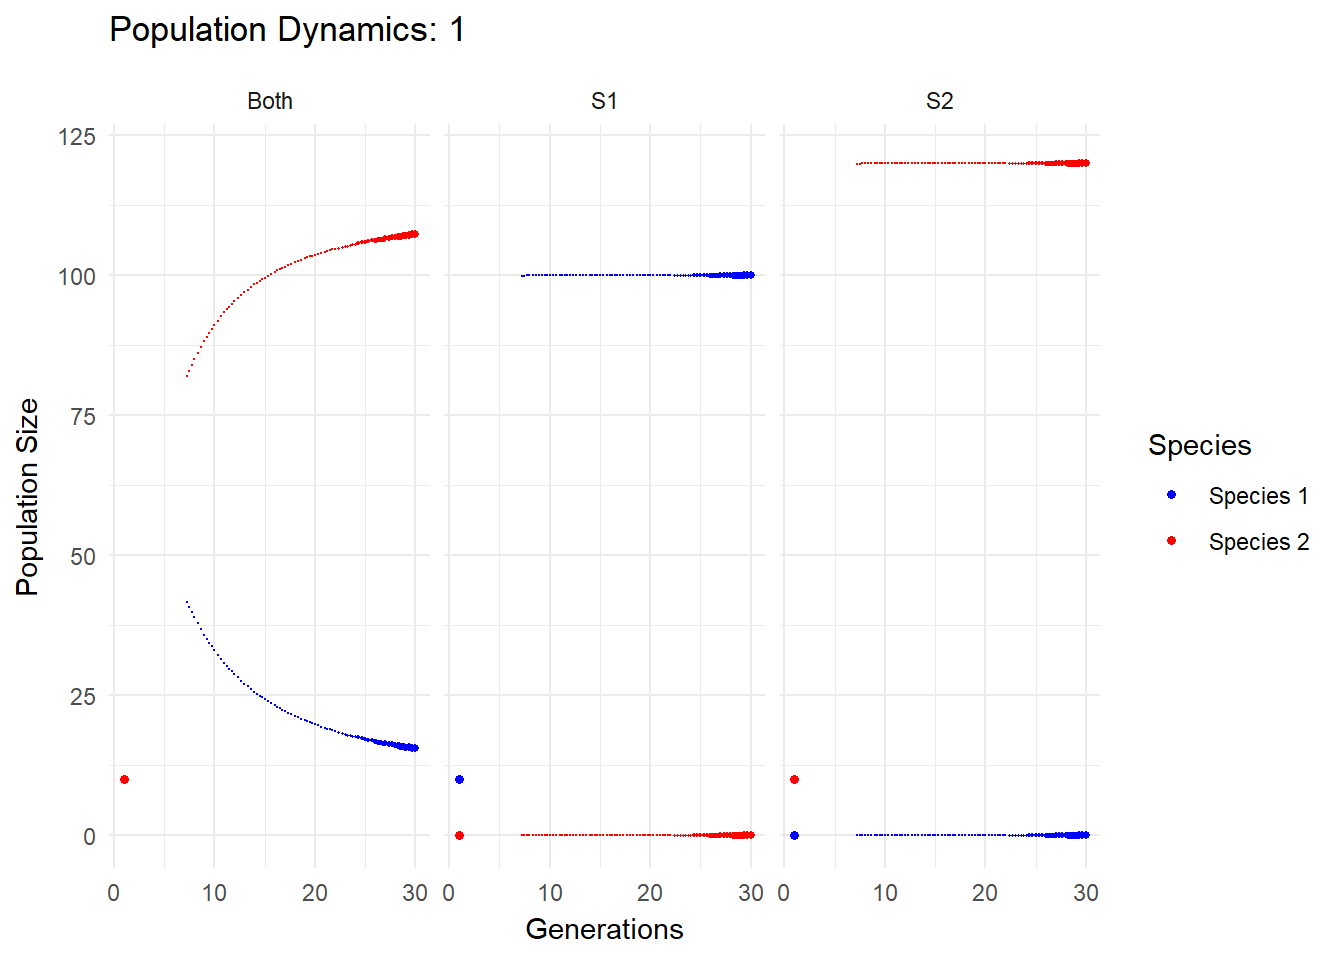 Population Dynamics: 1
Both S1 S2
125
100
75
50
25
0
Population Size
0 10 20 30 0 10 20 30 0 10 20 30
Generations
Species
Species 1
Species 2